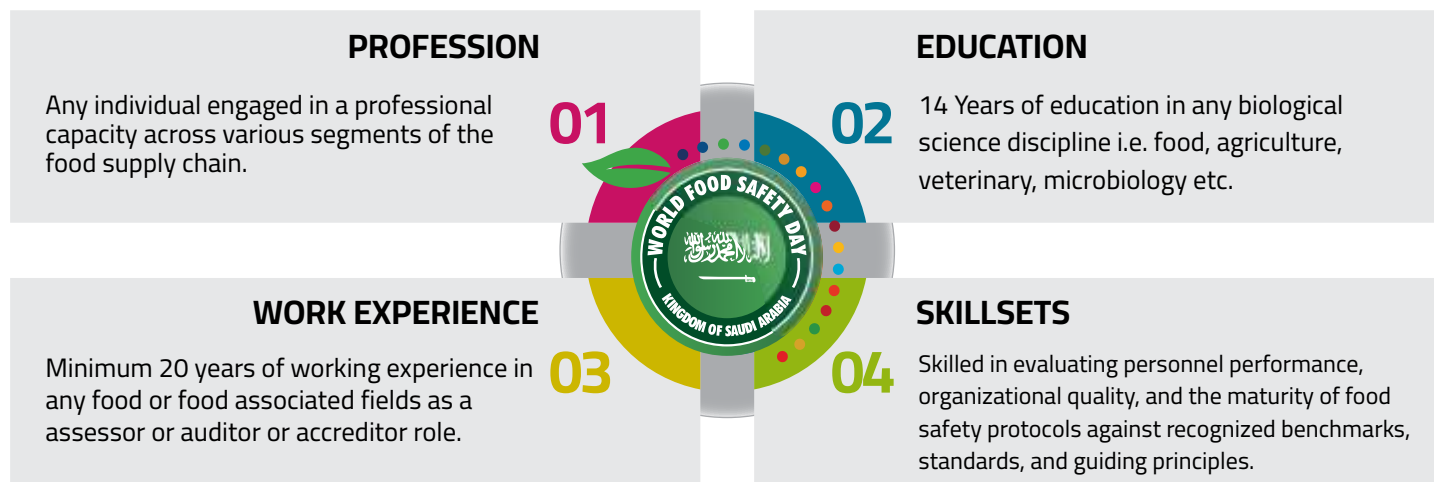 PROFESSION
Any individual engaged in a professional
capacity across various segments of the
food supply chain.
01
EDUCATION
02
14 Years of education in any biological
science discipline i.e. food, agriculture,
veterinary, microbiology etc.
WORLD FOOD SAFETY DAY
KINGDOM OF SAUDI ARABIA
WORK EXPERIENCE
Minimum 20 years of working experience in
any food or food associated fields as a
assessor or auditor or accreditor role.
03
SKILLSETS
04
Skilled in evaluating personnel performance,
organizational quality, and the maturity of food
safety protocols against recognized benchmarks,
standards, and guiding principles.